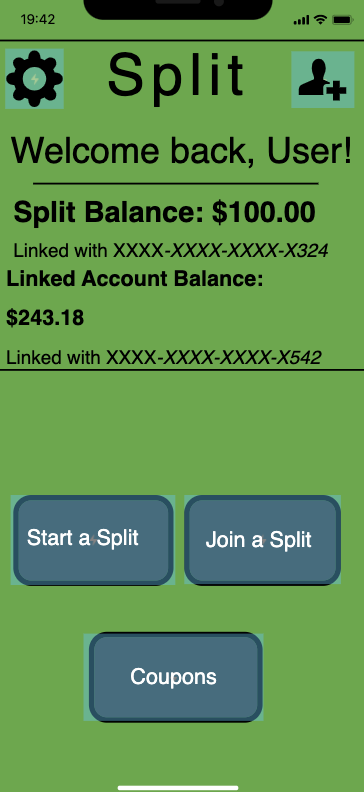 19:42
Split
Welcome back, User!
Split Balance: $100.00
Linked with XXXX-XXXX-XXXX-X324
Linked Account Balance:
$243.18
Linked with XXXX-XXXX-XXXX-X542
Start a Split
Join a Split
Coupons